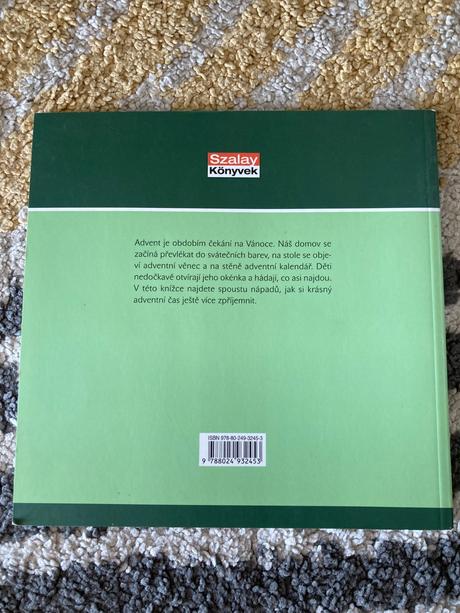 Szalay
Könyvek
Advent je obdobím čekání na Vánoce. Náš domov se
začíná převlékat do svátečních barev, na stole se obje-
ví adventní věnec a na stěně adventní kalendář. Děti
nedočkavě otvírají jeho okénka a hádají, co asi najdou.
V této knížce najdete spoustu nápadů, jak si krásný
adventní čas ještě více zpříjemnit.
ISBN 978-80-249-3245-3
9 788024 932453